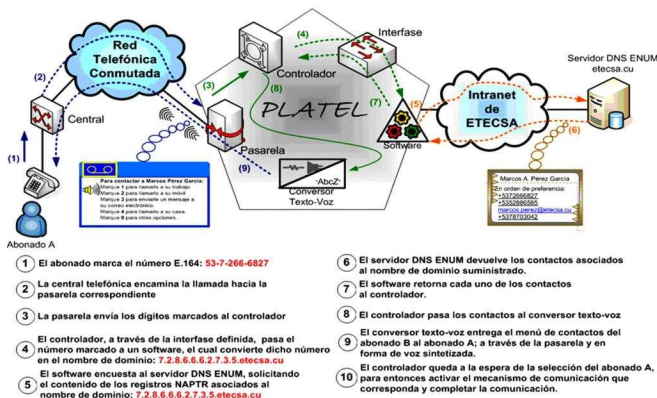 (4)
Interfase
Red
Telefónica
Conmutada
Controlador
Servidor DNS ENUM
etecsa.cu
(2)
(3)
(8)
(7)
PLATEL
(5)
Intranet
de
ETECSA
(6)
Central
Pasarela
Software
(1)
(9)
-AbcZ-
Conversor
Texto-Voz
Para contactar a Marcos Pérez García:
Marque 1 para llamarlo a su trabajo.
Marque 2 para llamarlo a su móvil
Marque 3 para enviarle un mensaje a
su correo electrónico.
Marque 4 para llamarlo a su casa.
Marque 0 para otras opciones.
Marcos A. Pérez García
En orden de preferencia:
+5372666827
+5352886585
marcos.perez@etecsa.cu
+5378703042
Abonado A
1 El abonado marca el número E.164: 53-7-266-6827
2 La central telefónica encamina la llamada hacia la
pasarela correspondiente
3 La pasarela envía los dígitos marcados al controlador
4 El controlador, a través de la interfase definida, pasa el
número marcado a un software, el cual convierte dicho número
en el nombre de dominio: 7.2.8.6.6.6.2.7.3.5.etecsa.cu
5 El software encuesta al servidor DNS ENUM, solicitando
el contenido de los registros NAPTR asociados al
nombre de dominio: 7.2.8.6.6.6.2.7.3.5.etecsa.cu
6 El servidor DNS ENUM devuelve los contactos asociados
al nombre de dominio suministrado.
7 El software retorna cada uno de los contactos
al controlador.
8 El controlador pasa los contactos al conversor texto-voz
9 El conversor texto-voz entrega el menú de contactos del
abonado B al abonado A; a través de la pasarela y en
forma de voz sintetizada.
10 El controlador queda a la espera de la selección del abonado A,
para entonces activar el mecanismo de comunicación que
corresponda y completar la comunicación.